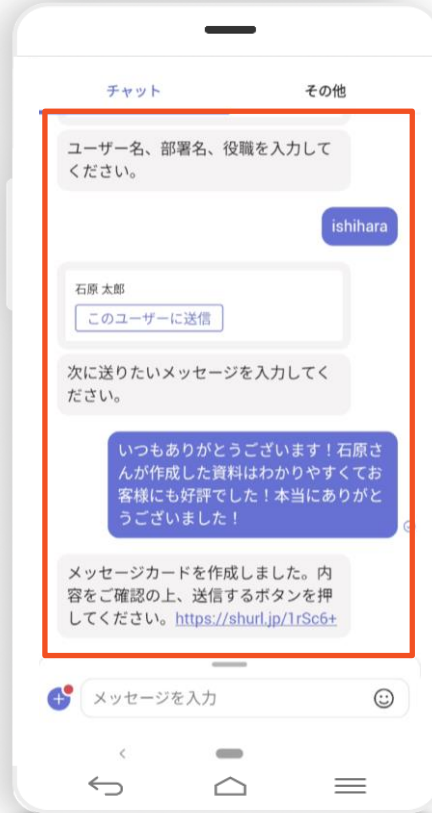 チャット
その他
ユーザー名、部署名、役職を入力して
ください。
ishihara
石原 太郎
このユーザーに送信
次に送りたいメッセージを入力してく
ださい。
いつもありがとうございます！石原さ
んが作成した資料はわかりやすくてお
客様にも好評でした！本当にありがと
うございました！
メッセージカードを作成しました。内
容をご確認の上、送信するボタンを押
してください。https://shurl.jp/1rSc6+
メッセージを入力